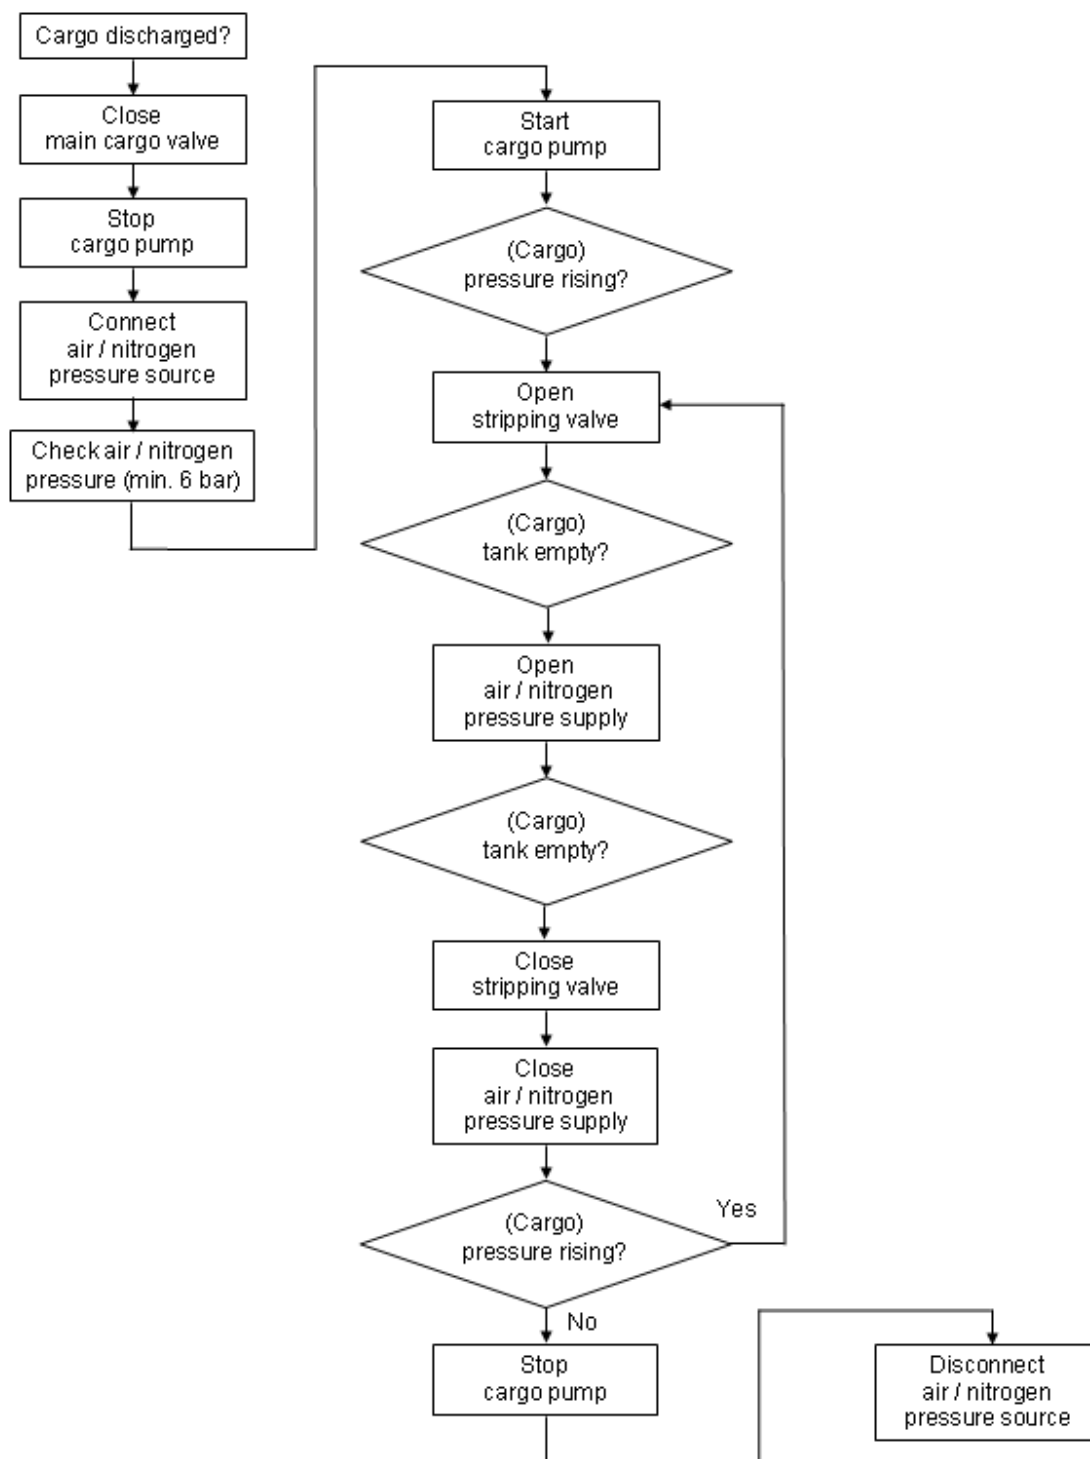 Cargo discharged?
Close
main cargo valve
Stop
cargo pump
Connect
air / nitrogen
pressure source
Check air / nitrogen
pressure (min. 6 bar)
Start
cargo pump
(Cargo)
pressure rising?
Open
stripping valve
(Cargo)
tank empty?
Open
air / nitrogen
pressure supply
(Cargo)
tank empty?
Close
stripping valve
Close
air / nitrogen
pressure supply
(Cargo)
pressure rising?
Yes
No
Stop
cargo pump
Disconnect
air / nitrogen
pressure source